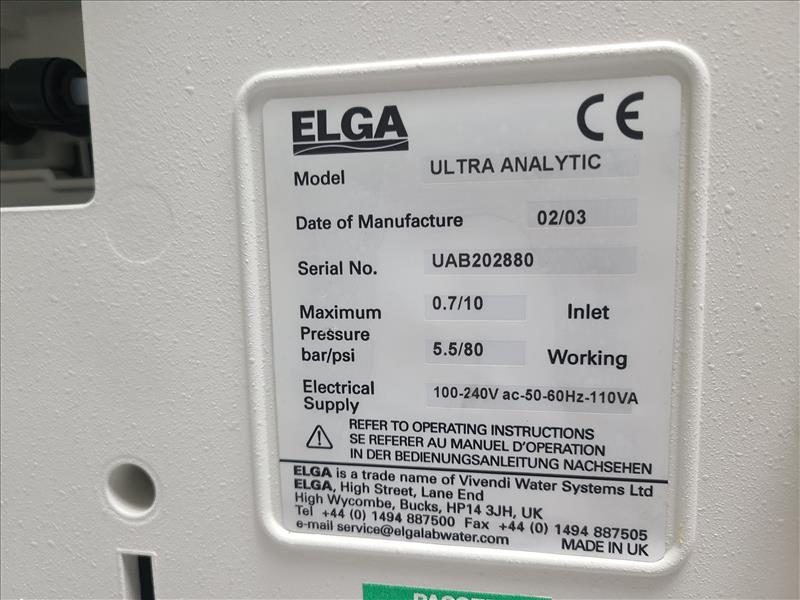 ELGA
CE
Model ULTRA ANALYTIC
Date of Manufacture 02/03
Serial No. UAB202880
Maximum 0.7/10 Inlet
Pressure
bar/psi 5.5/80 Working
Electrical 100-240V ac-50-60Hz-110VA
Supply
REFER TO OPERATING INSTRUCTIONS
SE REFERER AU MANUEL D'OPERATION
IN DER BEDIENUNGSANLEITUNG NACHSEHEN
ELGA is a trade name of Vivendi Water Systems Ltd
ELGA, High Street, Lane End
High Wycombe, Bucks, HP14 3JH, UK
Tel +44 (0) 1494 887500 Fax +44 (0) 1494 887505
e-mail service@elgalabwater.com MADE IN UK